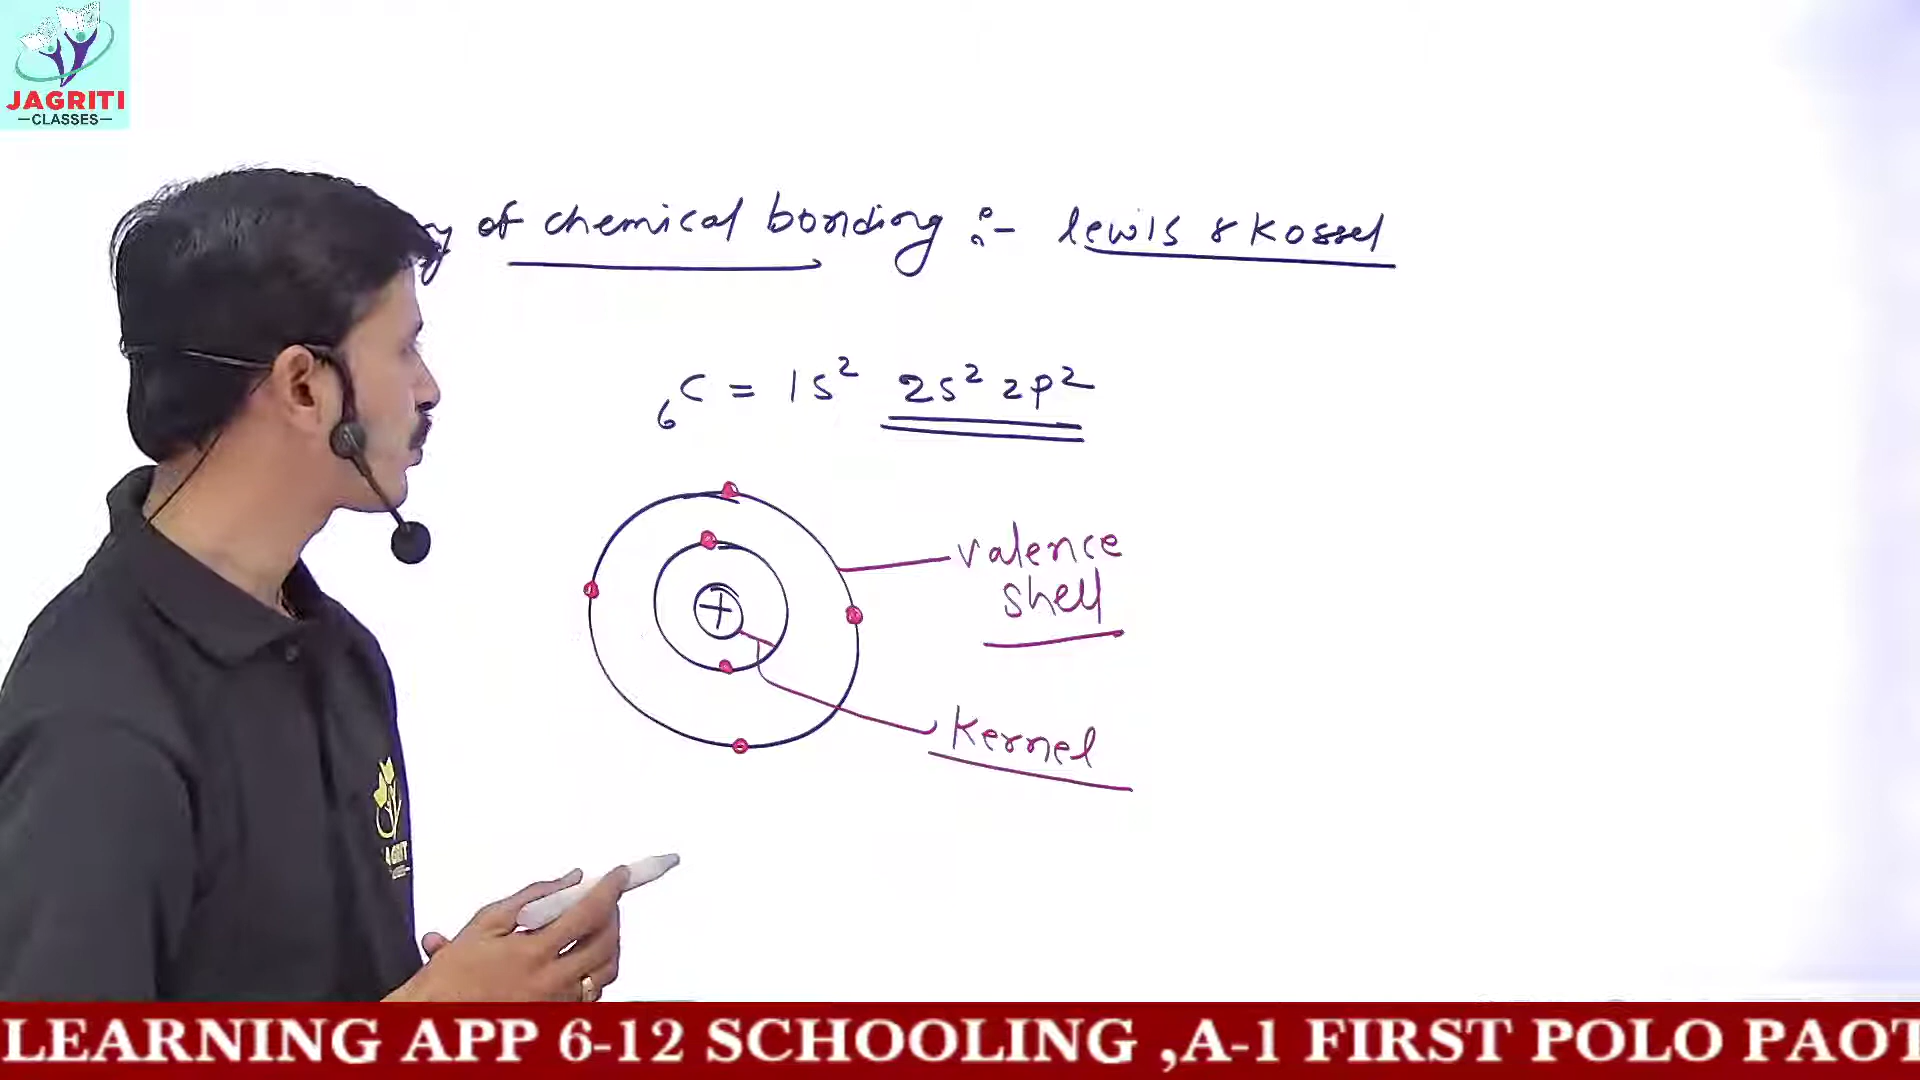 JAGRITI
—CLASSES—
of chemical bonding :- lewis & Kossel
₆C = 1s² 2s² 2p²
+
valence
shell
Kernel
LEARNING APP 6-12 SCHOOLING ,A-1 FIRST POLO PAOT